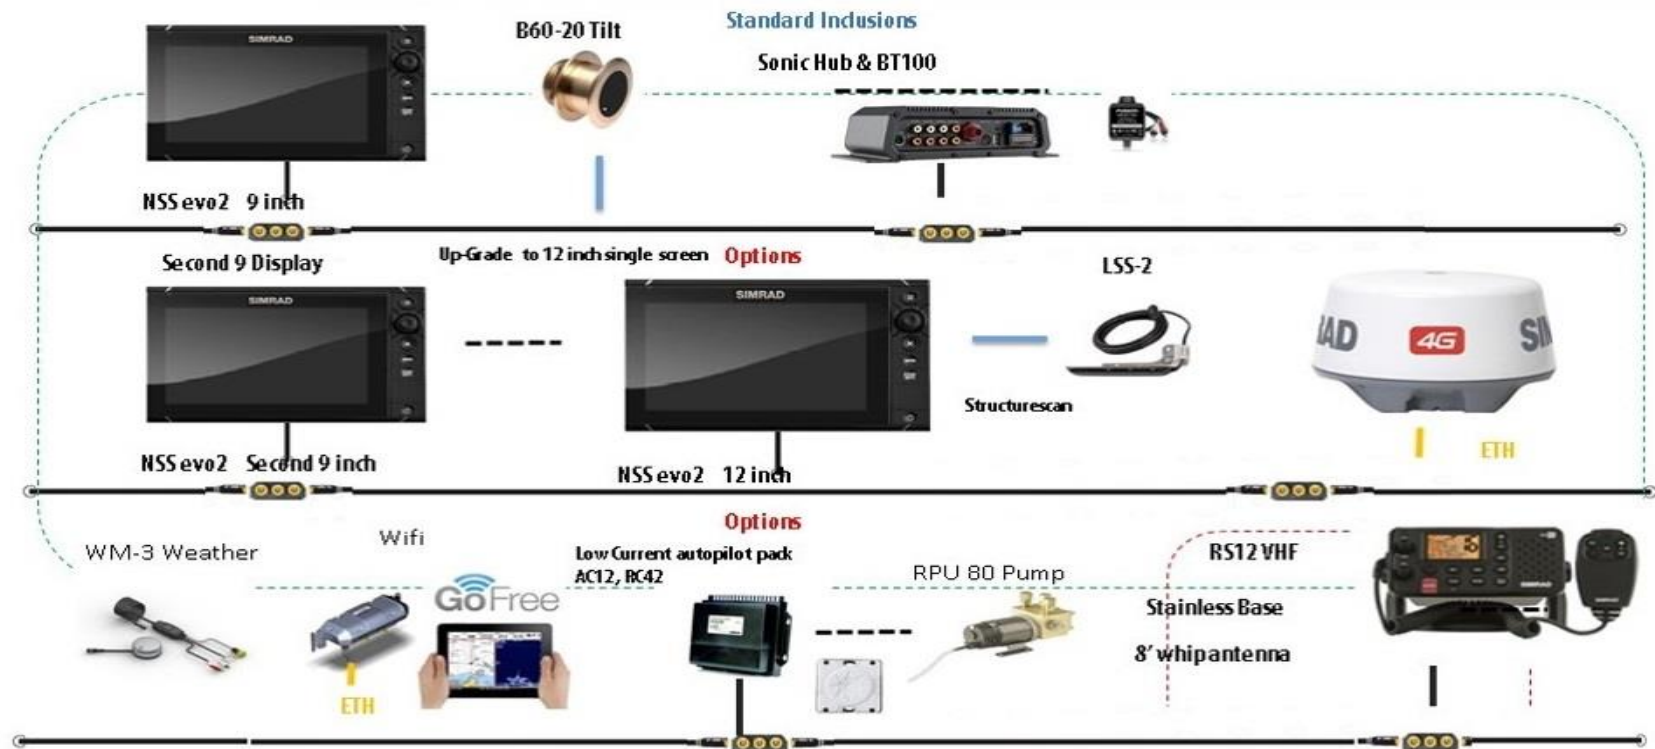 Standard Inclusions
SIMRAD
B60-20 Tilt
Sonic Hub & BT100
NSS evo2 9 inch
Up-Grade to 12 inch single screen
Options
Second 9 Display
LSS-2
SIMRAD
SIMRAD
RAD
4G
SIM
Structurescan
ETH
NSS evo2 Second 9 inch
NSS evo2 12 inch
Options
WM-3 Weather
Wifi
Low Current autopilot pack
AC12, RC42
RPU 80 Pump
RS12 VHF
GoFree
Stainless Base
SIMRAD
8' whip antenna
ETH